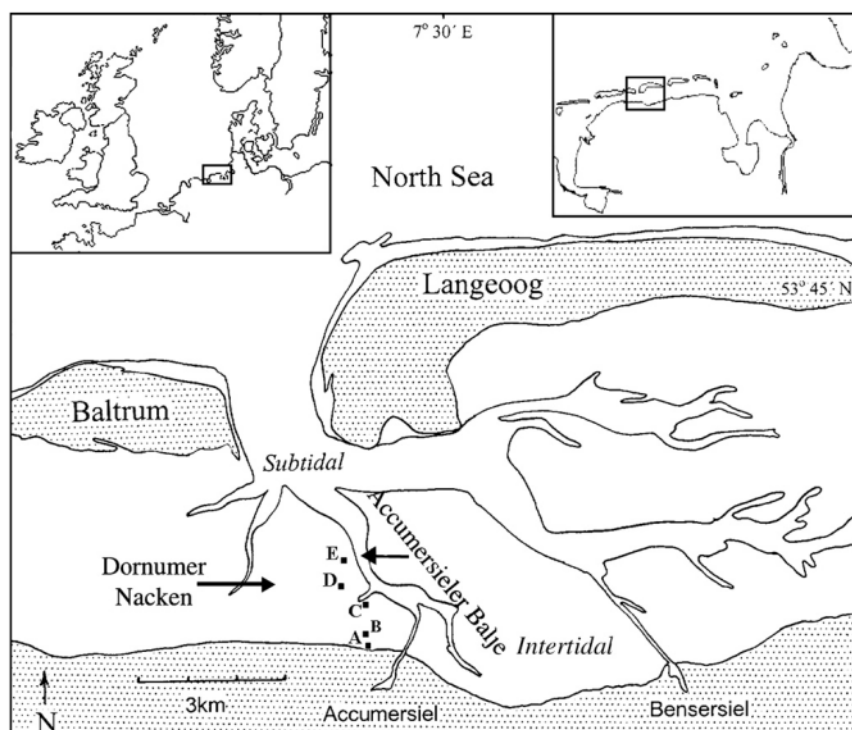 7° 30´ E
North Sea
Langeoog
53° 45´ N
Baltrum
Subtidal
Accumersieler Balje
E
Dornumer
Nacken
D
C
B
A
Intertidal
3km
N
Accumersiel
Bensersiel